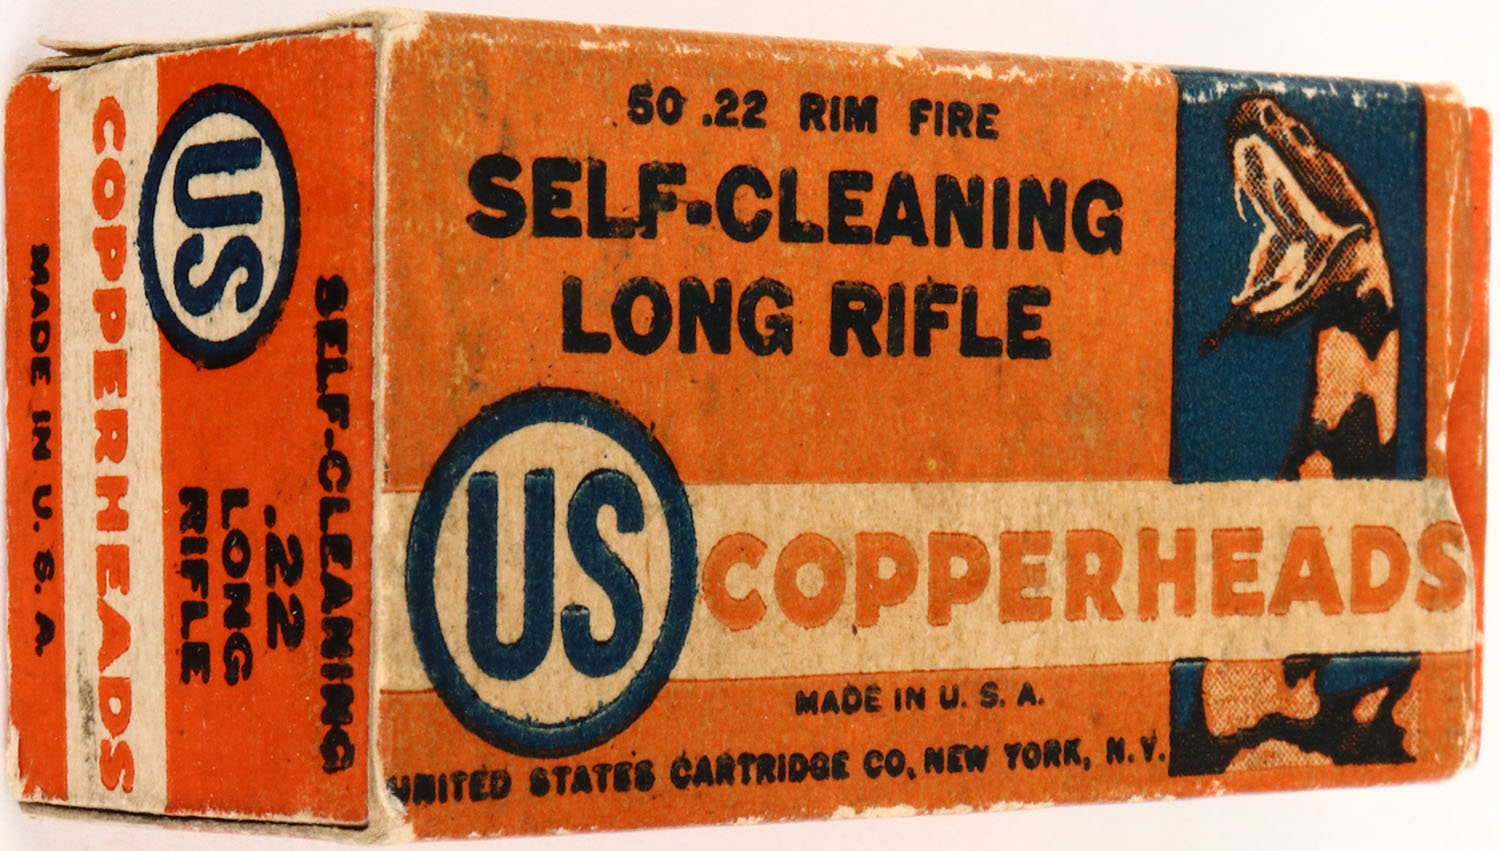 50 .22 RIM FIRE
SELF-CLEANING
LONG RIFLE
US COPPERHEADS
MADE IN U. S. A.
UNITED STATES CARTRIDGE CO, NEW YORK, N. Y.
SELF-CLEANING
.22
LONG
RIFLE
US
COPPERHEADS
MADE IN U. S. A.